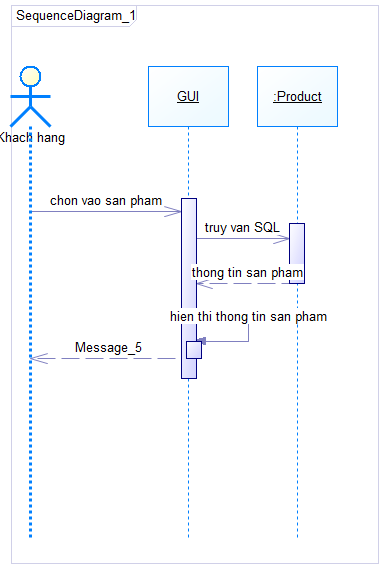 SequenceDiagram_1
GUI
:Product
Khach hang
chon vao san pham
truy van SQL
thong tin san pham
hien thi thong tin san pham
Message_5